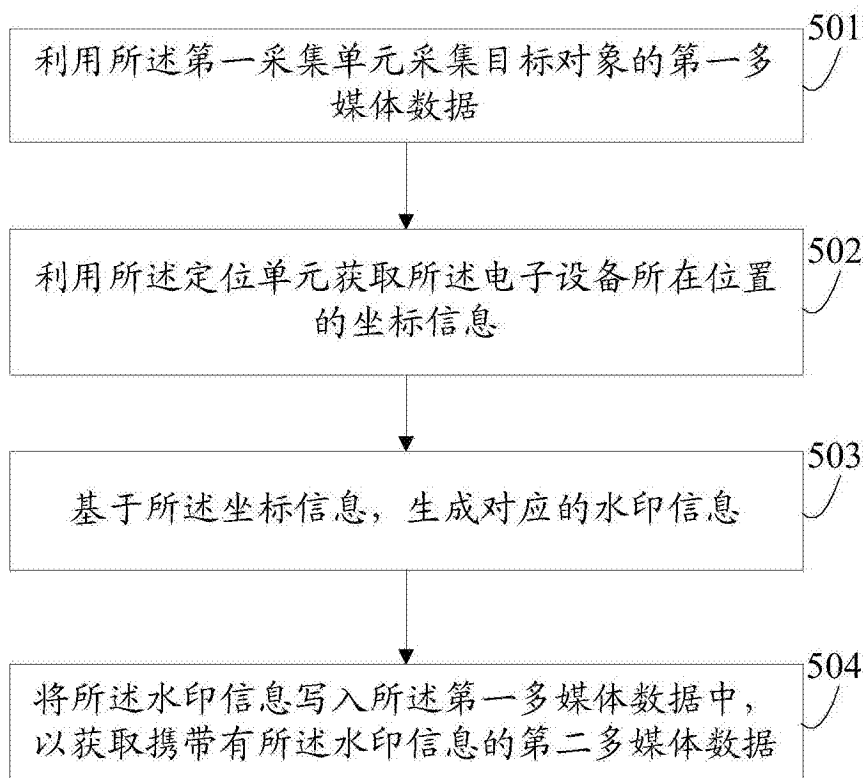 501
利用所述第一采集单元采集目标对象的第一多
媒体数据
502
利用所述定位单元获取所述电子设备所在位置
的坐标信息
503
基于所述坐标信息，生成对应的水印信息
504
将所述水印信息写入所述第一多媒体数据中，
以获取携带有所述水印信息的第二多媒体数据